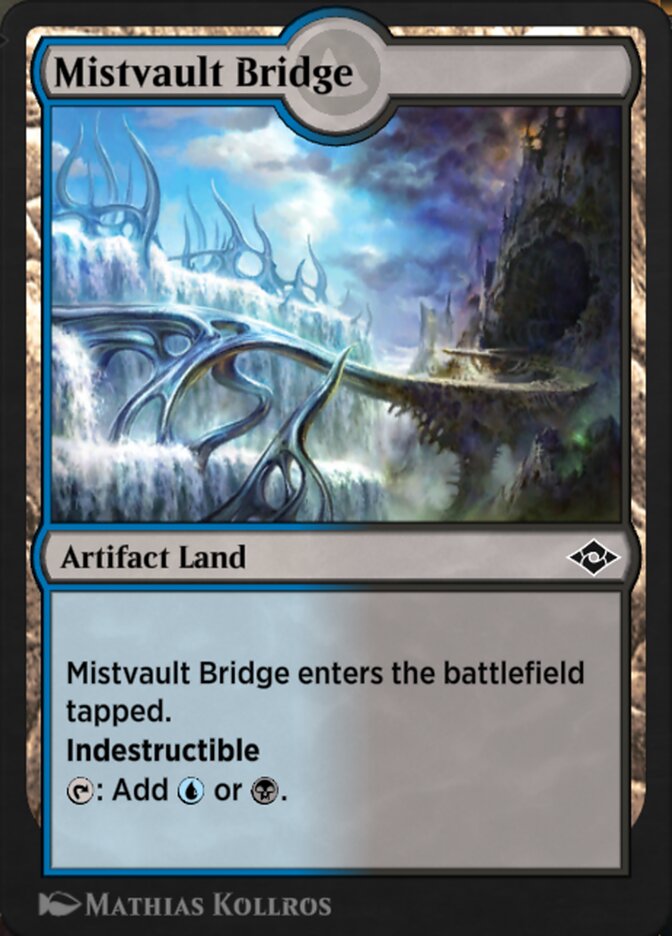 Mistvault Bridge
Artifact Land
Mistvault Bridge enters the battlefield
tapped.
Indestructible
: Add or .
Mathias Kollros